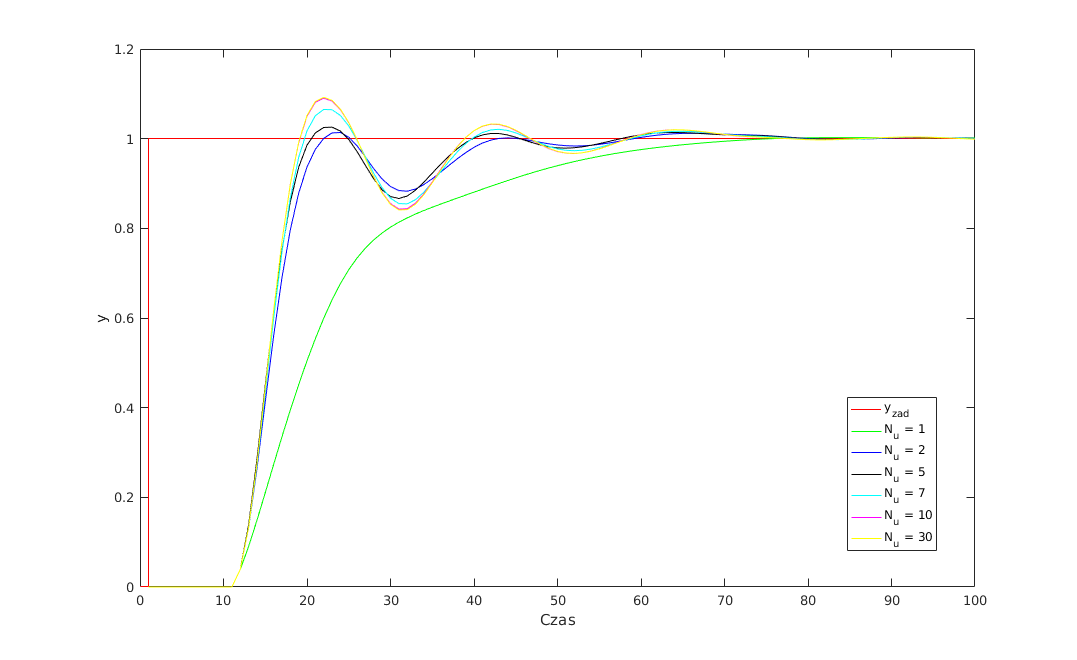 1.2
1
0.8
0.6
0.4
0.2
0
y
0 10 20 30 40 50 60 70 80 90 100
Czas
y_zad
N_u = 1
N_u = 2
N_u = 5
N_u = 7
N_u = 10
N_u = 30